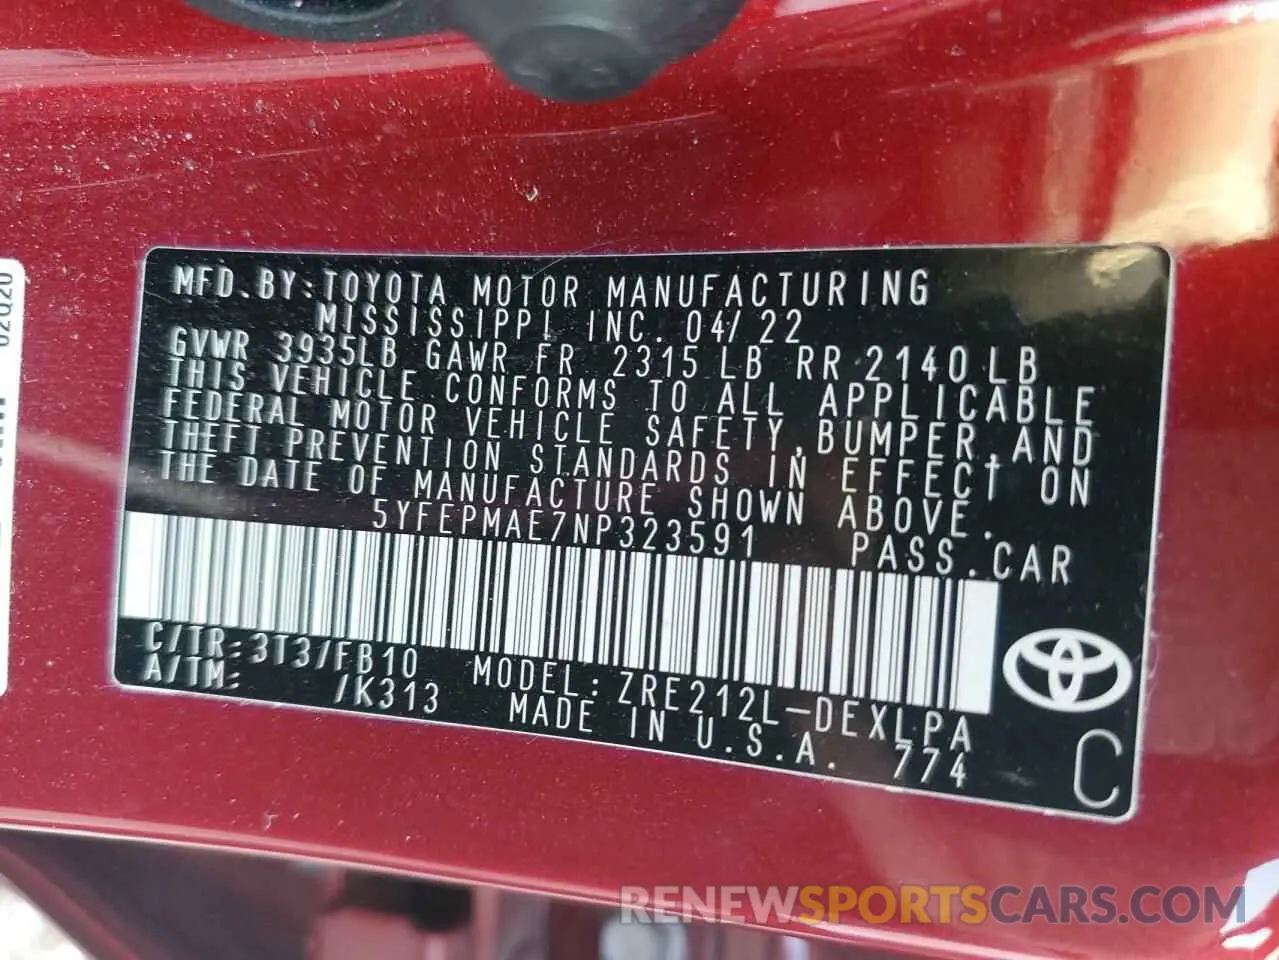 MFD.BY:TOYOTA MOTOR MANUFACTURING
MISSISSIPPI, INC. 04/22
GVWR 3935LB GAWR FR 2315LB RR 2140LB
THIS VEHICLE CONFORMS TO ALL APPLICABLE
FEDERAL MOTOR VEHICLE SAFETY,BUMPER,AND
THEFT PREVENTION STANDARDS IN EFFECT ON
THE DATE OF MANUFACTURE SHOWN ABOVE.
5YFEPMAE7NP323591 PASS.CAR
C/TR:3T3/FB10 MODEL:ZRE212L-DEXLPA
A/TM: /K313 MADE IN U.S.A. 774
C
RENEWSPORTSCARS.COM